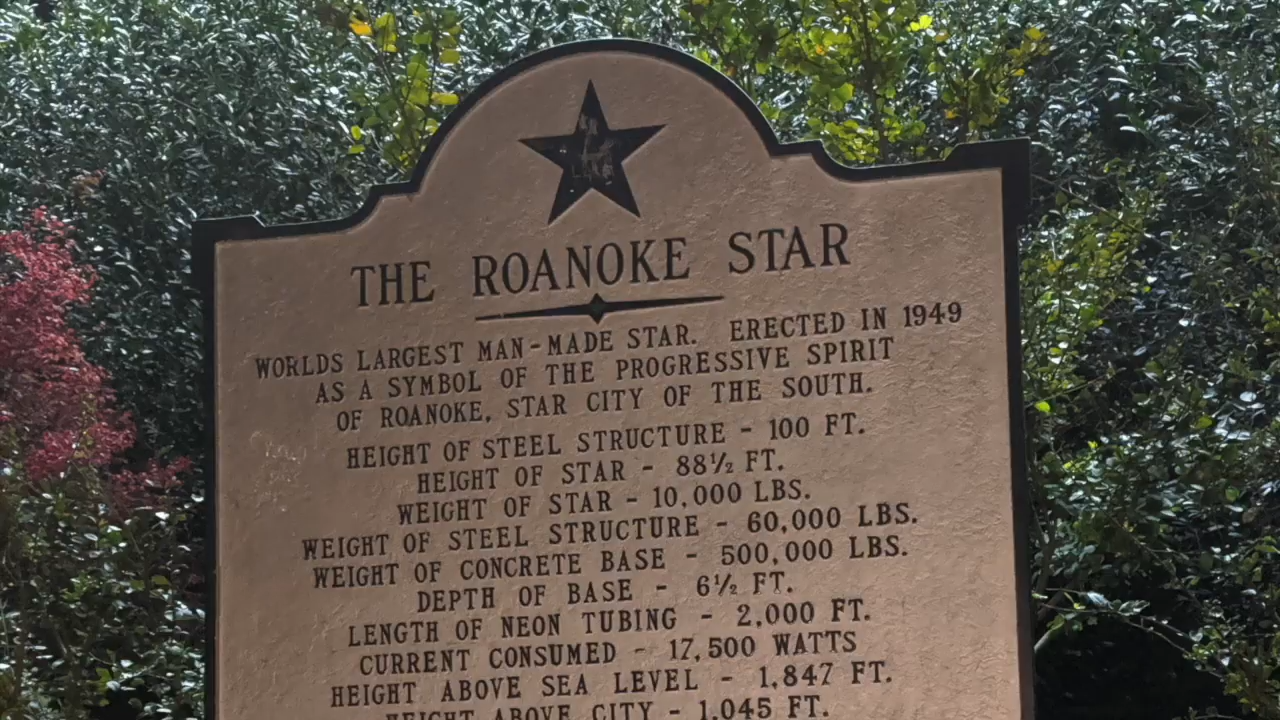 THE ROANOKE STAR
WORLDS LARGEST MAN-MADE STAR. ERECTED IN 1949
AS A SYMBOL OF THE PROGRESSIVE SPIRIT
OF ROANOKE, STAR CITY OF THE SOUTH.
HEIGHT OF STEEL STRUCTURE - 100 FT.
HEIGHT OF STAR - 88½ FT.
WEIGHT OF STAR - 10,000 LBS.
WEIGHT OF STEEL STRUCTURE - 60,000 LBS.
WEIGHT OF CONCRETE BASE - 500,000 LBS.
DEPTH OF BASE - 6½ FT.
LENGTH OF NEON TUBING - 2,000 FT.
CURRENT CONSUMED - 17,500 WATTS
HEIGHT ABOVE SEA LEVEL - 1,847 FT.
HEIGHT ABOVE CITY - 1,045 FT.